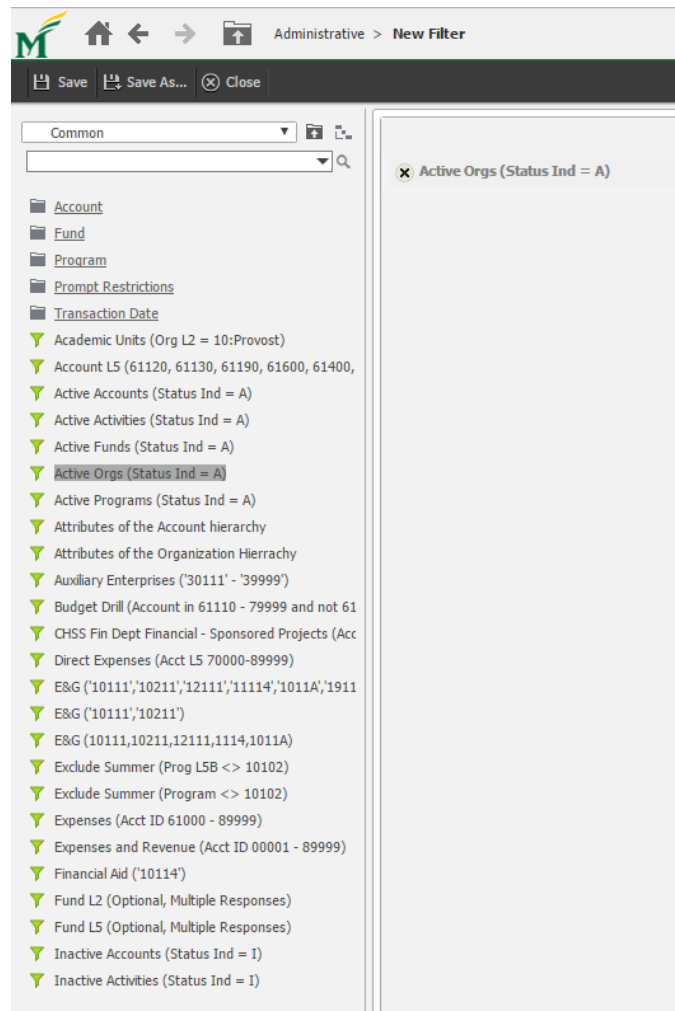 M
Administrative > New Filter
Save Save As... Close
Common
Active Orgs (Status Ind = A)
Account
Fund
Program
Prompt Restrictions
Transaction Date
Academic Units (Org L2 = 10:Provost)
Account L5 (61120, 61130, 61190, 61600, 61400,
Active Accounts (Status Ind = A)
Active Activities (Status Ind = A)
Active Funds (Status Ind = A)
Active Orgs (Status Ind = A)
Active Programs (Status Ind = A)
Attributes of the Account hierarchy
Attributes of the Organization Hierrachy
Auxiliary Enterprises ('30111' - '39999')
Budget Drill (Account in 61110 - 79999 and not 61
CHSS Fin Dept Financial - Sponsored Projects (Acc
Direct Expenses (Acct L5 70000-89999)
E&G ('10111','10211','12111','11114','1011A','1911
E&G ('10111','10211')
E&G (10111,10211,12111,1114,1011A)
Exclude Summer (Prog L5B <> 10102)
Exclude Summer (Program <> 10102)
Expenses (Acct ID 61000 - 89999)
Expenses and Revenue (Acct ID 00001 - 89999)
Financial Aid ('10114')
Fund L2 (Optional, Multiple Responses)
Fund L5 (Optional, Multiple Responses)
Inactive Accounts (Status Ind = I)
Inactive Activities (Status Ind = I)